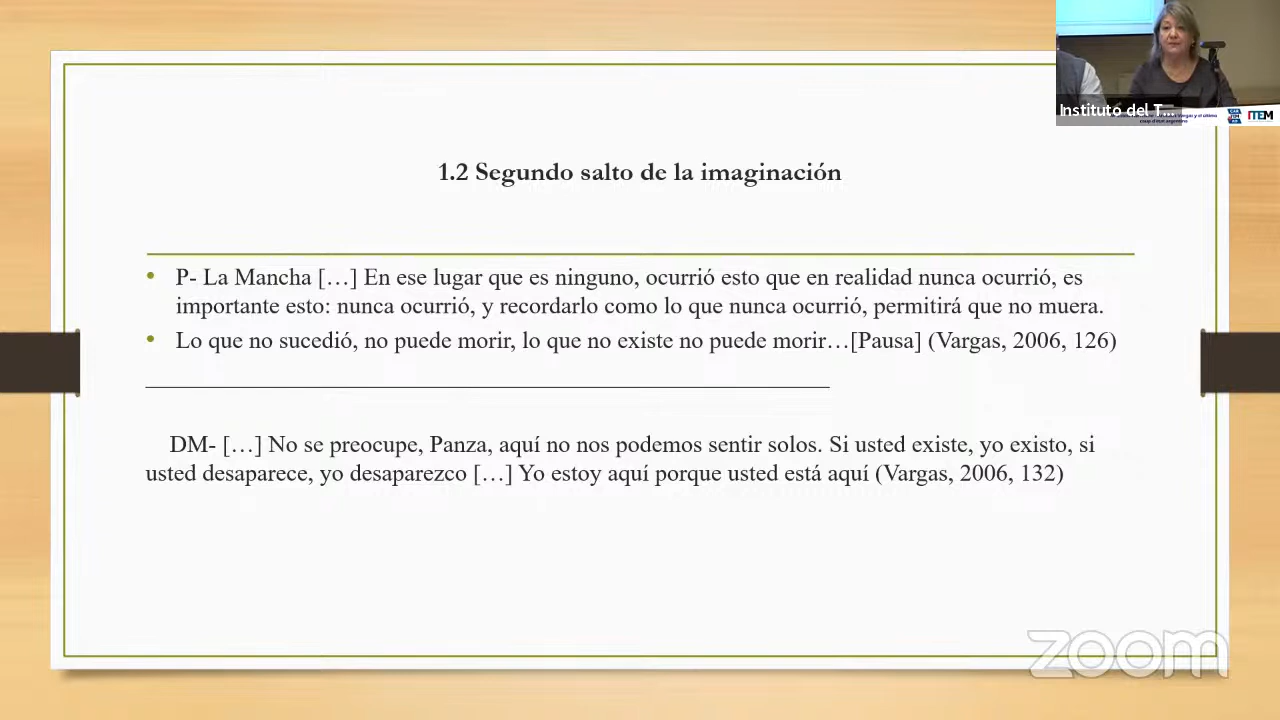 Instituto del T...
Vargas y el último
ITEM
1.2 Segundo salto de la imaginación
• P- La Mancha […] En ese lugar que es ninguno, ocurrió esto que en realidad nunca ocurrió, es
importante esto: nunca ocurrió, y recordarlo como lo que nunca ocurrió, permitirá que no muera.
• Lo que no sucedió, no puede morir, lo que no existe no puede morir…[Pausa] (Vargas, 2006, 126)
DM- […] No se preocupe, Panza, aquí no nos podemos sentir solos. Si usted existe, yo existo, si
usted desaparece, yo desaparezco […] Yo estoy aquí porque usted está aquí (Vargas, 2006, 132)
zoom